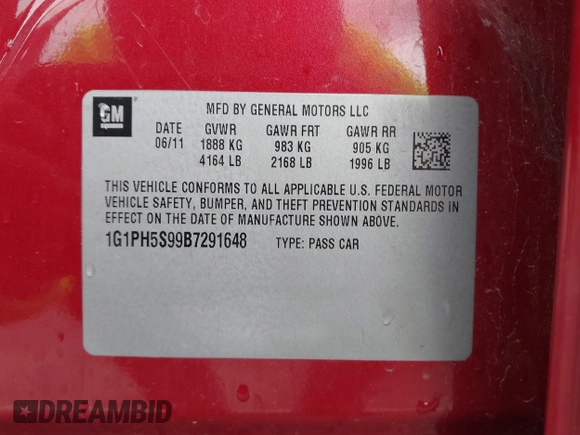 GM
MFD BY GENERAL MOTORS LLC
DATE GVWR GAWR FRT GAWR RR
06/11 1888 KG 983 KG 905 KG
4164 LB 2168 LB 1996 LB
THIS VEHICLE CONFORMS TO ALL APPLICABLE U.S. FEDERAL MOTOR
VEHICLE SAFETY, BUMPER, AND THEFT PREVENTION STANDARDS IN
EFFECT ON THE DATE OF MANUFACTURE SHOWN ABOVE.
1G1PH5S99B7291648 TYPE: PASS CAR
DREAMBID